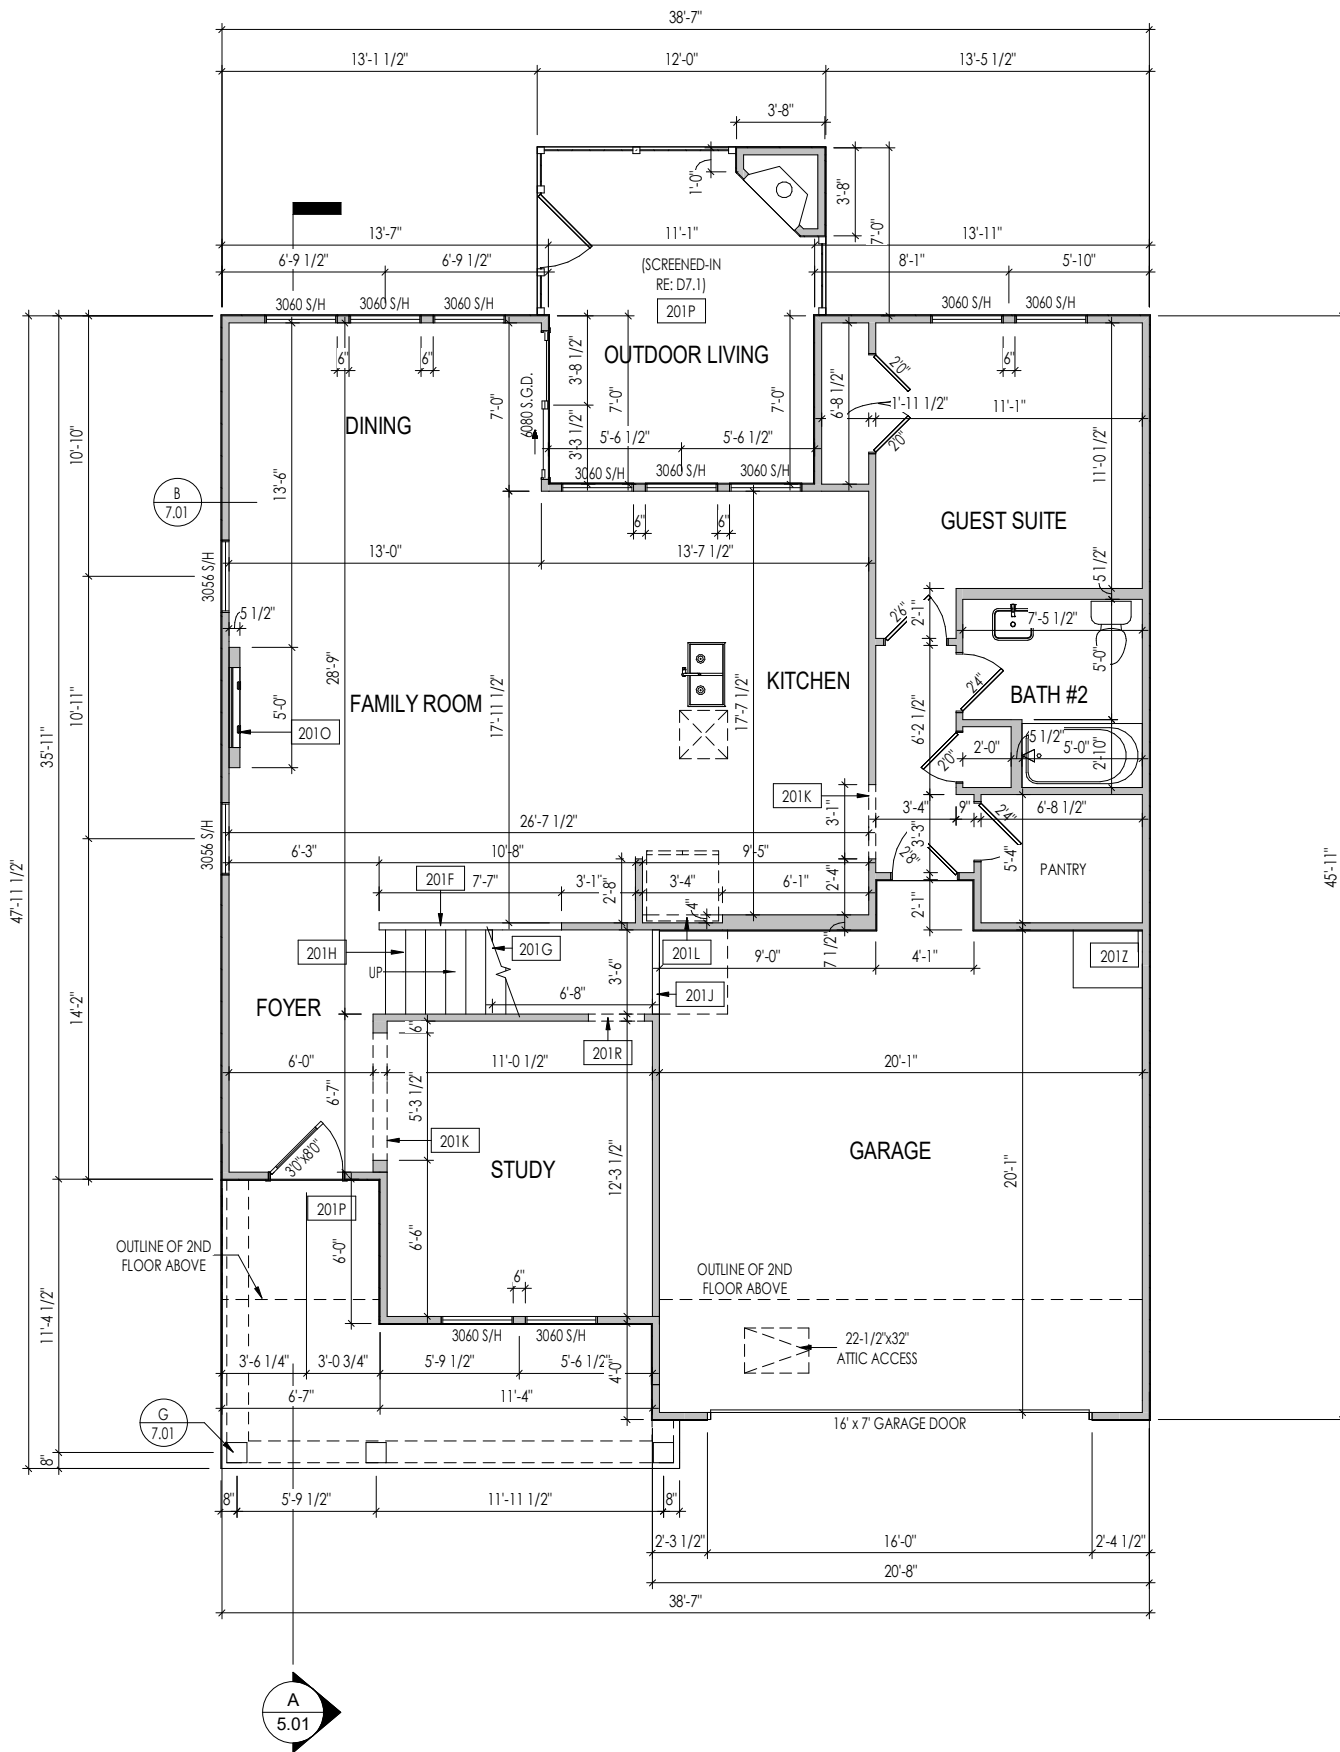 38'-7"
13'-1 1/2"
12'-0"
13'-5 1/2"
3'-8"
1'-0"
3'-8"
7'-0"
13'-7"
11'-1"
13'-11"
6'-9 1/2"
6'-9 1/2"
(SCREENED-IN
RE: D7.1)
8'-1"
5'-10"
201P
3060 S/H
3060 S/H
3060 S/H
3060 S/H
3060 S/H
6"
6"
OUTDOOR LIVING
6"
2'0"
3'-8 1/2"
7'-0"
7'-0"
7'-0"
6'-8 1/2"
1'-11 1/2"
11'-1"
DINING
6080 S.G.D.
3'-3 1/2"
5'-6 1/2"
5'-6 1/2"
2'0"
11'-0 1/2"
10'-10"
13'-6"
3060 S/H
3060 S/H
3060 S/H
B
7.01
6"
6"
GUEST SUITE
13'-0"
13'-7 1/2"
3056 S/H
5 1/2"
5 1/2"
2'6"
2'-1"
7'-5 1/2"
28'-9"
5'-0"
KITCHEN
2'4"
BATH #2
FAMILY ROOM
17'-11 1/2"
17'-7 1/2"
5'-0"
201O
10'-11"
35'-11"
6'-2 1/2"
2'0"
2'-0"
5 1/2"
5'-0"
2'-10"
201K
3'-1"
3'-4"
9"
2'4"
6'-8 1/2"
3056 S/H
26'-7 1/2"
3'-3"
6'-3"
10'-8"
9'-5"
2'8"
5'-4"
PANTRY
201F
7'-7"
3'-1"
2'-8"
3'-4"
6'-1"
2'-4"
4"
2'-1"
47'-11 1/2"
45'-11"
201H
201G
201L
7 1/2"
9'-0"
4'-1"
201Z
UP
3'-6"
6'-8"
201J
14'-2"
FOYER
6"
201R
6'-0"
11'-0 1/2"
20'-1"
6'-7"
5'-3 1/2"
201K
3'0"x8'0"
STUDY
12'-3 1/2"
GARAGE
20'-1"
201P
6'-0"
6'-6"
OUTLINE OF 2ND
FLOOR ABOVE
OUTLINE OF 2ND
FLOOR ABOVE
6"
11'-4 1/2"
3060 S/H
3060 S/H
22-1/2"x32"
ATTIC ACCESS
3'-6 1/4"
3'-0 3/4"
5'-9 1/2"
5'-6 1/2"
4'-0"
6'-7"
11'-4"
G
7.01
16' x 7' GARAGE DOOR
8"
8"
5'-9 1/2"
11'-11 1/2"
8"
2'-3 1/2"
16'-0"
2'-4 1/2"
20'-8"
38'-7"
A
5.01